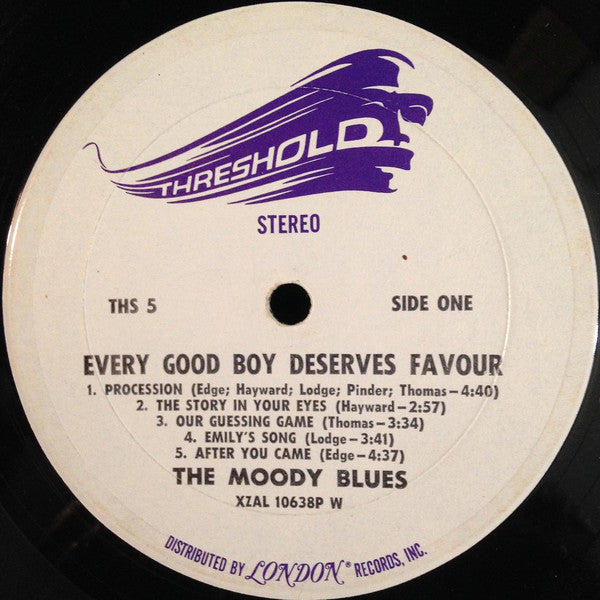 THRESHOLD
STEREO
THS 5
SIDE ONE
EVERY GOOD BOY DESERVES FAVOUR
1. PROCESSION (Edge; Hayward; Lodge; Pinder; Thomas–4:40)
2. THE STORY IN YOUR EYES (Hayward–2:57)
3. OUR GUESSING GAME (Thomas–3:34)
4. EMILY'S SONG (Lodge–3:41)
5. AFTER YOU CAME (Edge–4:37)
THE MOODY BLUES
XZAL 10638P W
DISTRIBUTED BY LONDON® RECORDS, INC.